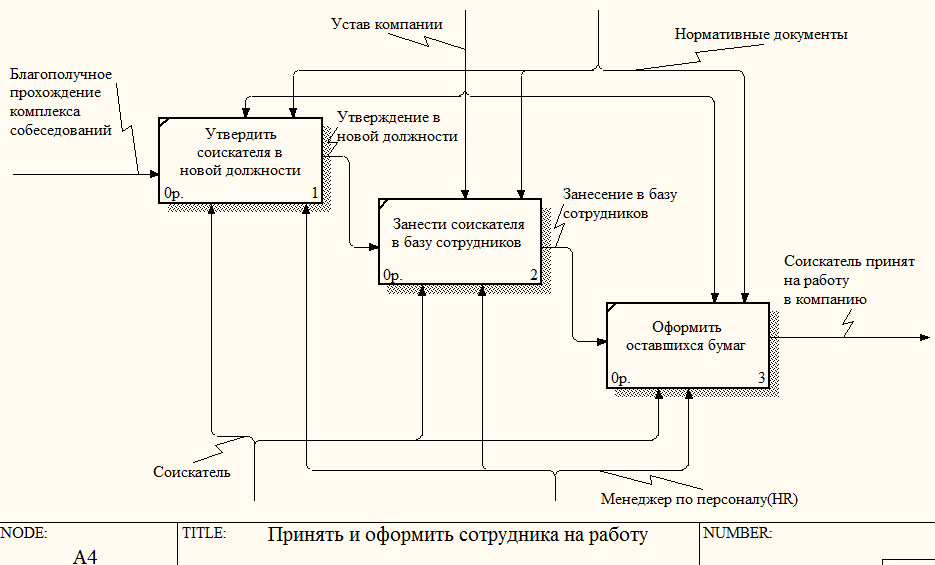 Устав компании
Нормативные документы
Благополучное
прохождение
комплекса
собеседований
Утвердить
соискателя в
новой должности
0р. 1
Утверждение в
новой должности
Занести соискателя
в базу сотрудников
0р. 2
Занесение в базу
сотрудников
Оформить
оставшихся бумаг
0р. 3
Соискатель принят
на работу
в компанию
Соискатель
Менеджер по персоналу(HR)
NODE: TITLE: Принять и оформить сотрудника на работу NUMBER:
A4